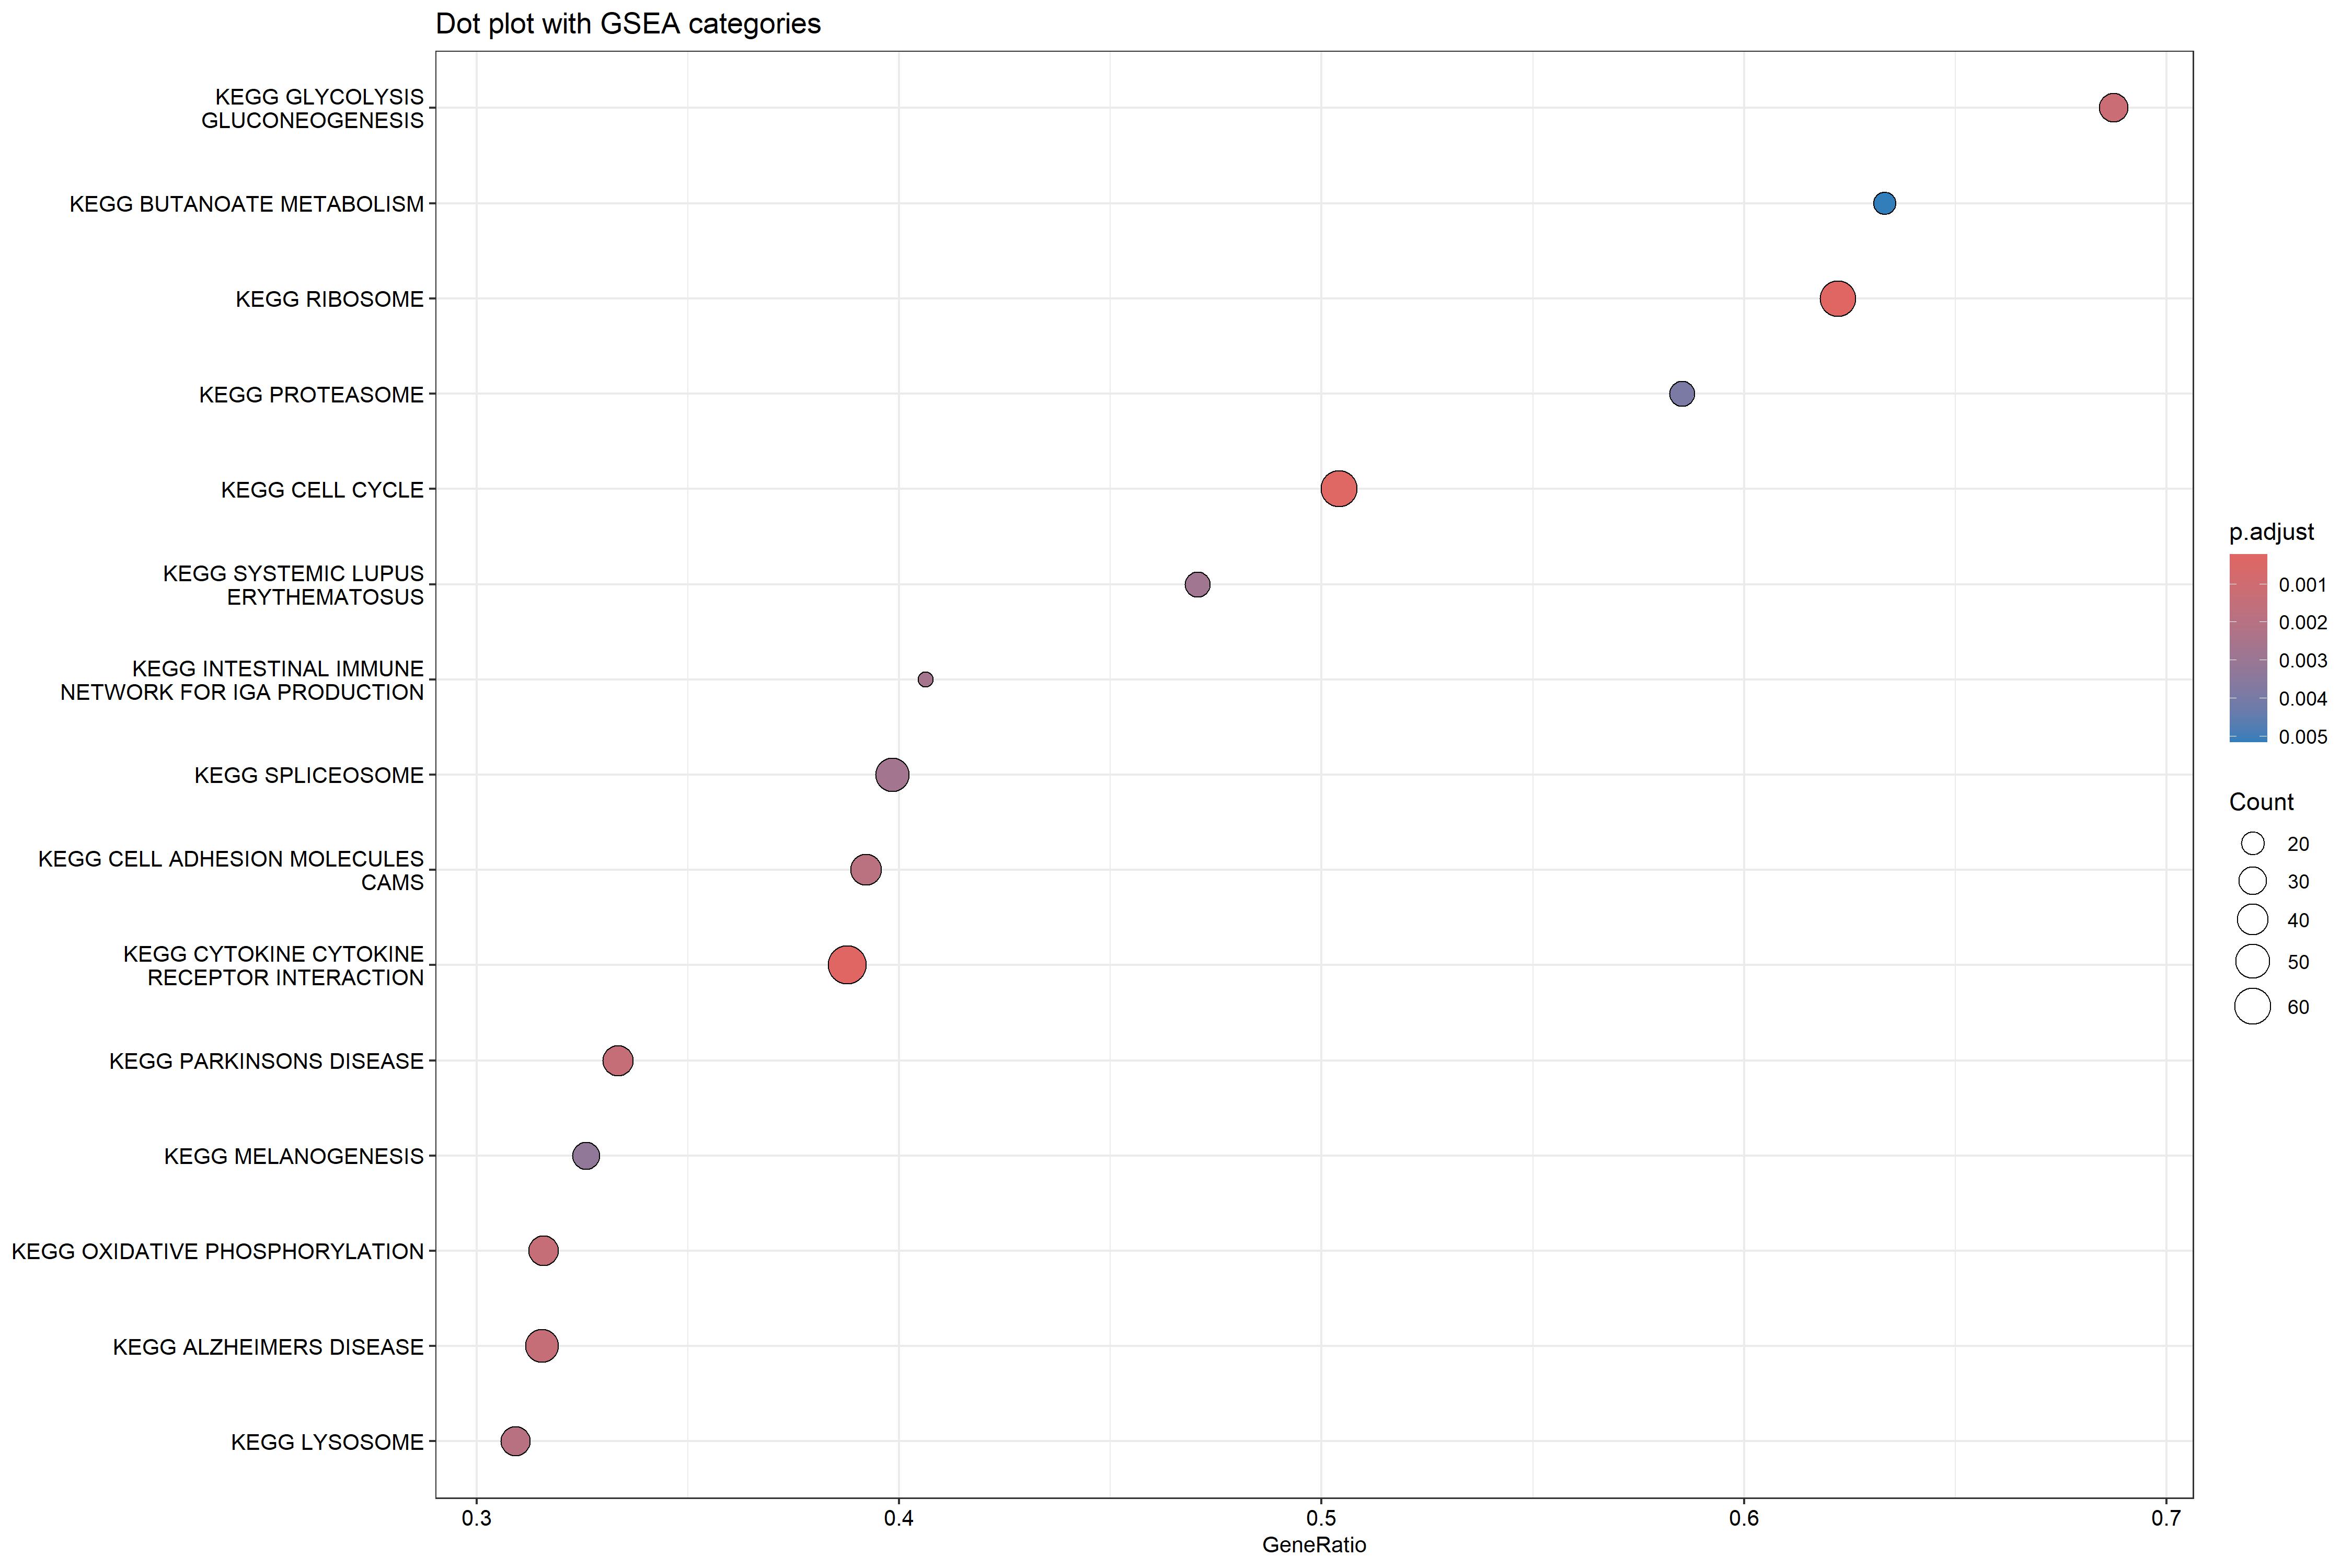 Dot plot with GSEA categories
KEGG GLYCOLYSIS
GLUCONEOGENESIS
KEGG BUTANOATE METABOLISM
KEGG RIBOSOME
KEGG PROTEASOME
KEGG CELL CYCLE
KEGG SYSTEMIC LUPUS
ERYTHEMATOSUS
KEGG INTESTINAL IMMUNE
NETWORK FOR IGA PRODUCTION
KEGG SPLICEOSOME
KEGG CELL ADHESION MOLECULES
CAMS
KEGG CYTOKINE CYTOKINE
RECEPTOR INTERACTION
KEGG PARKINSONS DISEASE
KEGG MELANOGENESIS
KEGG OXIDATIVE PHOSPHORYLATION
KEGG ALZHEIMERS DISEASE
KEGG LYSOSOME
0.3 0.4 0.5 0.6 0.7
GeneRatio
p.adjust
0.001
0.002
0.003
0.004
0.005
Count
20
30
40
50
60